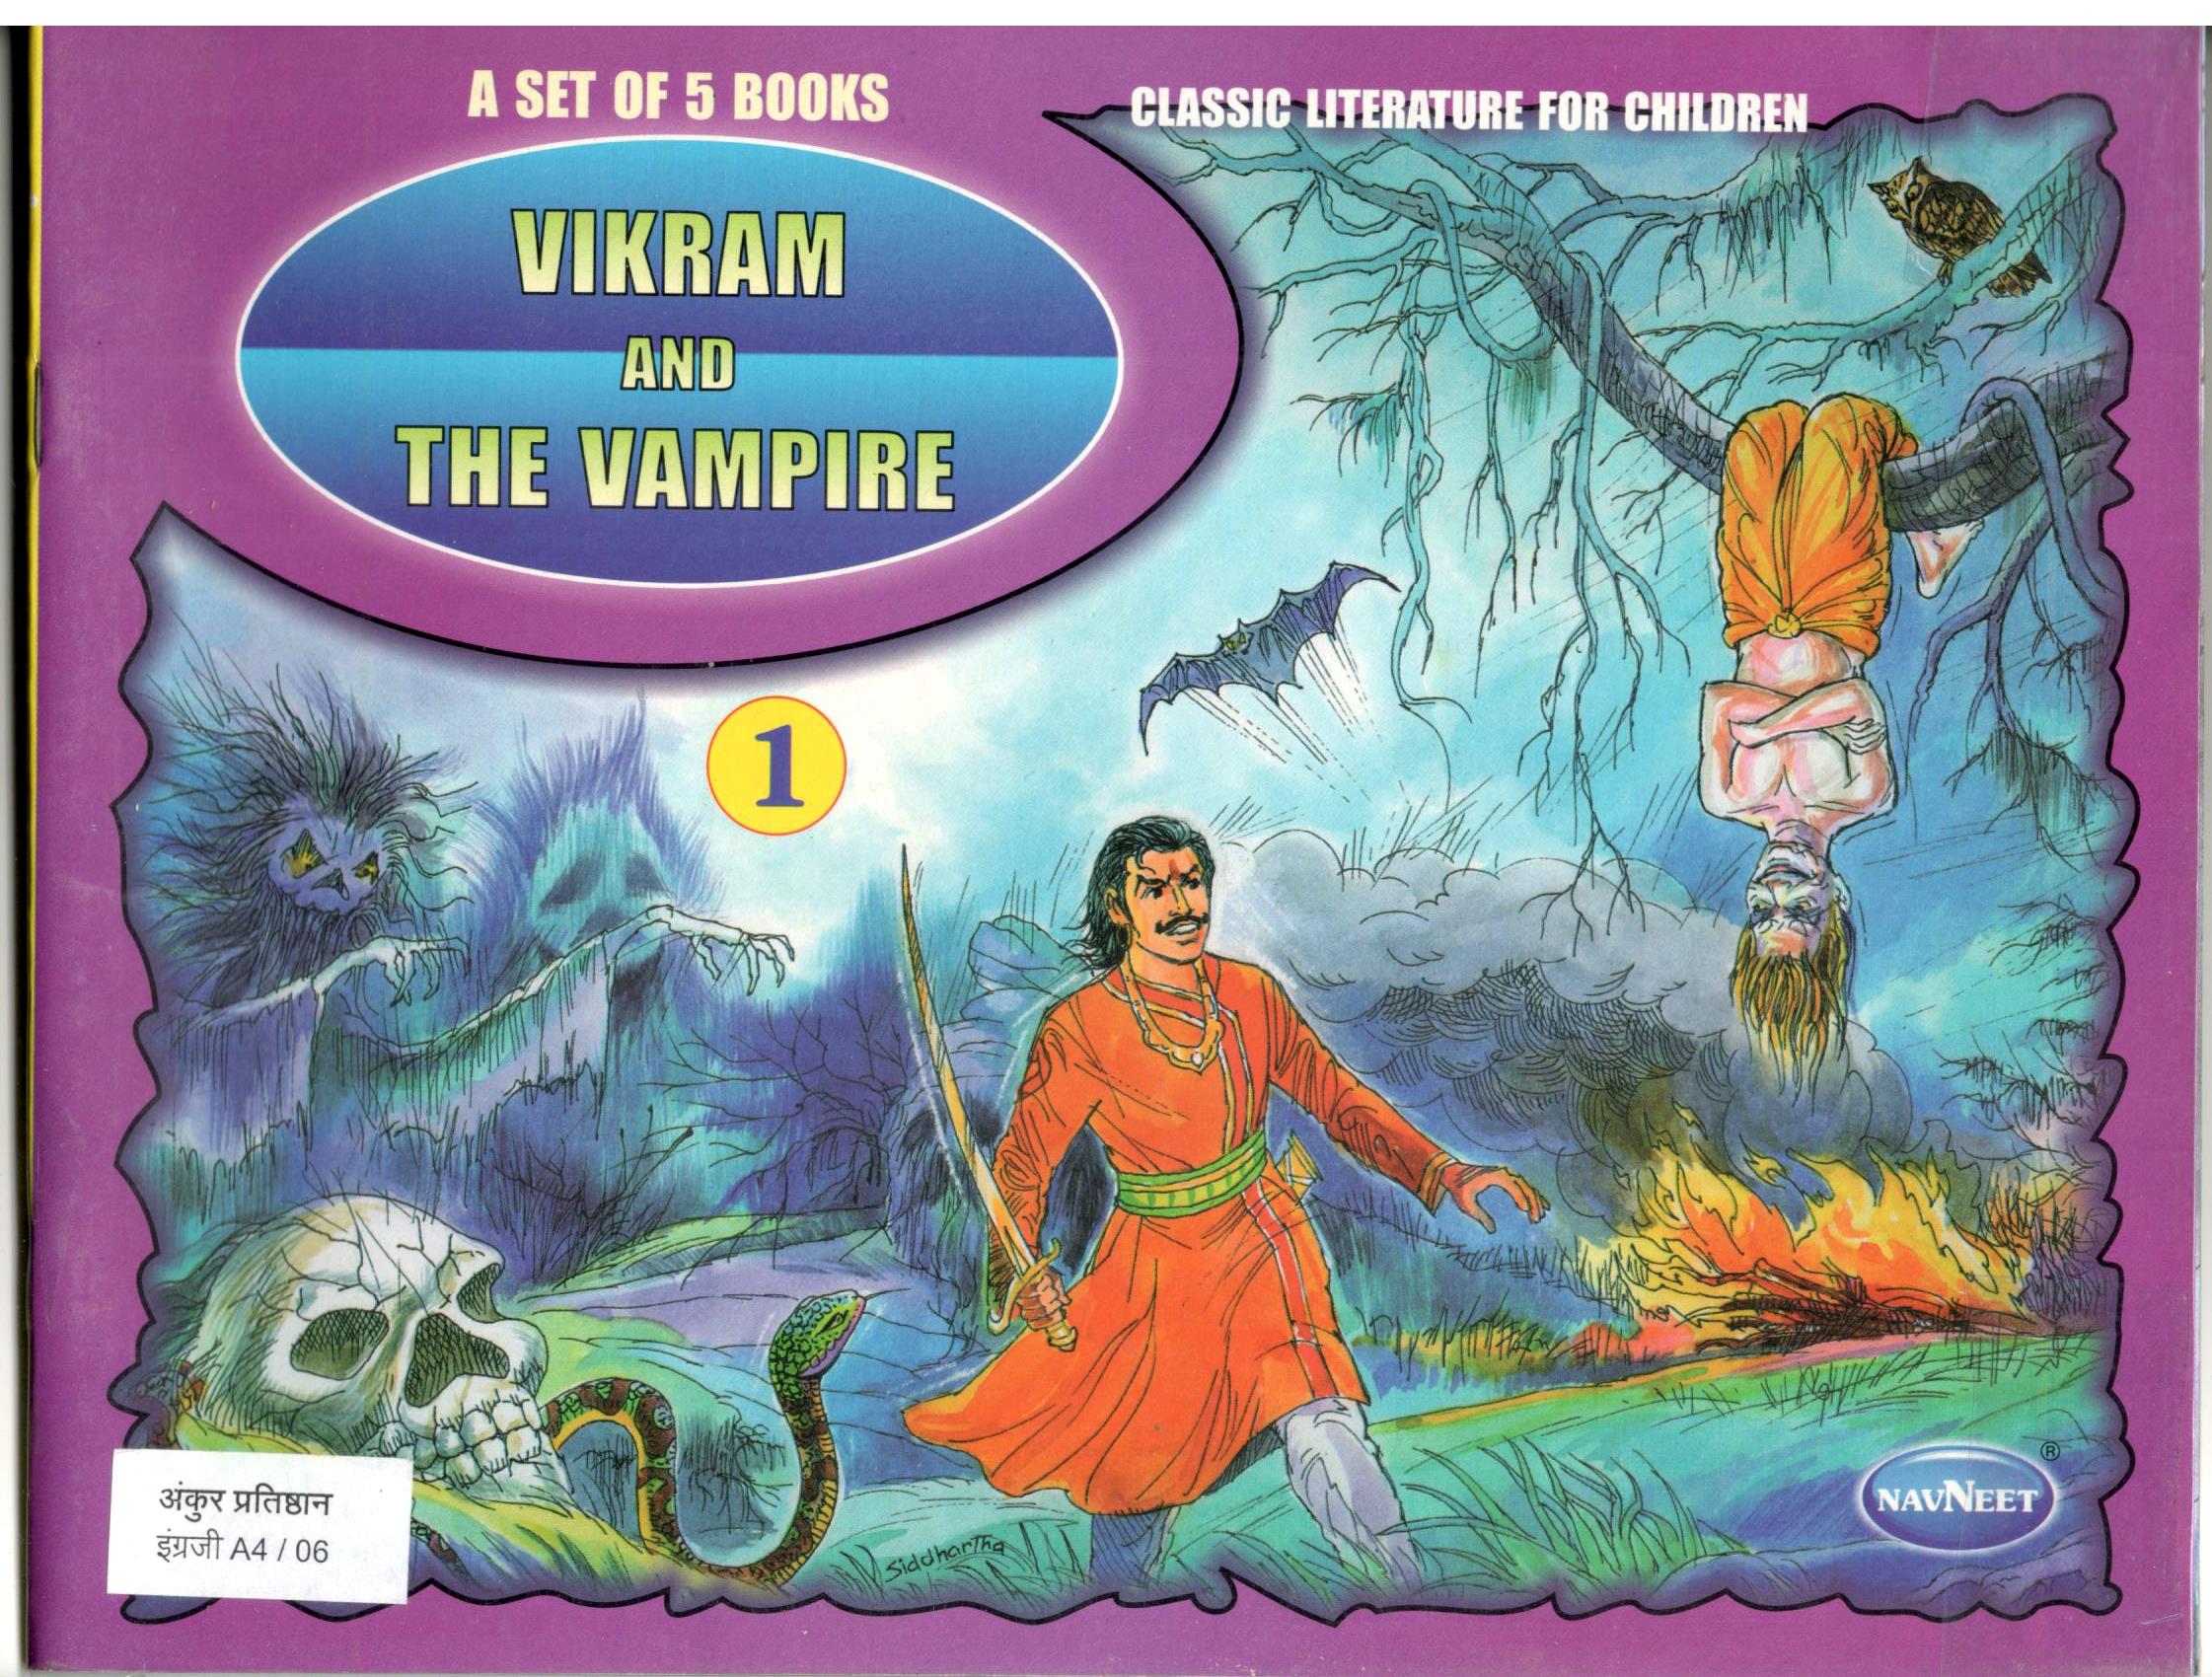 A SET OF 5 BOOKS
CLASSIC LITERATURE FOR CHILDREN
VIKRAM
AND
THE VAMPIRE
1
अंकुर प्रतिष्ठान
इंग्रजी A4 / 06
Siddhartha
NAVNEET ®